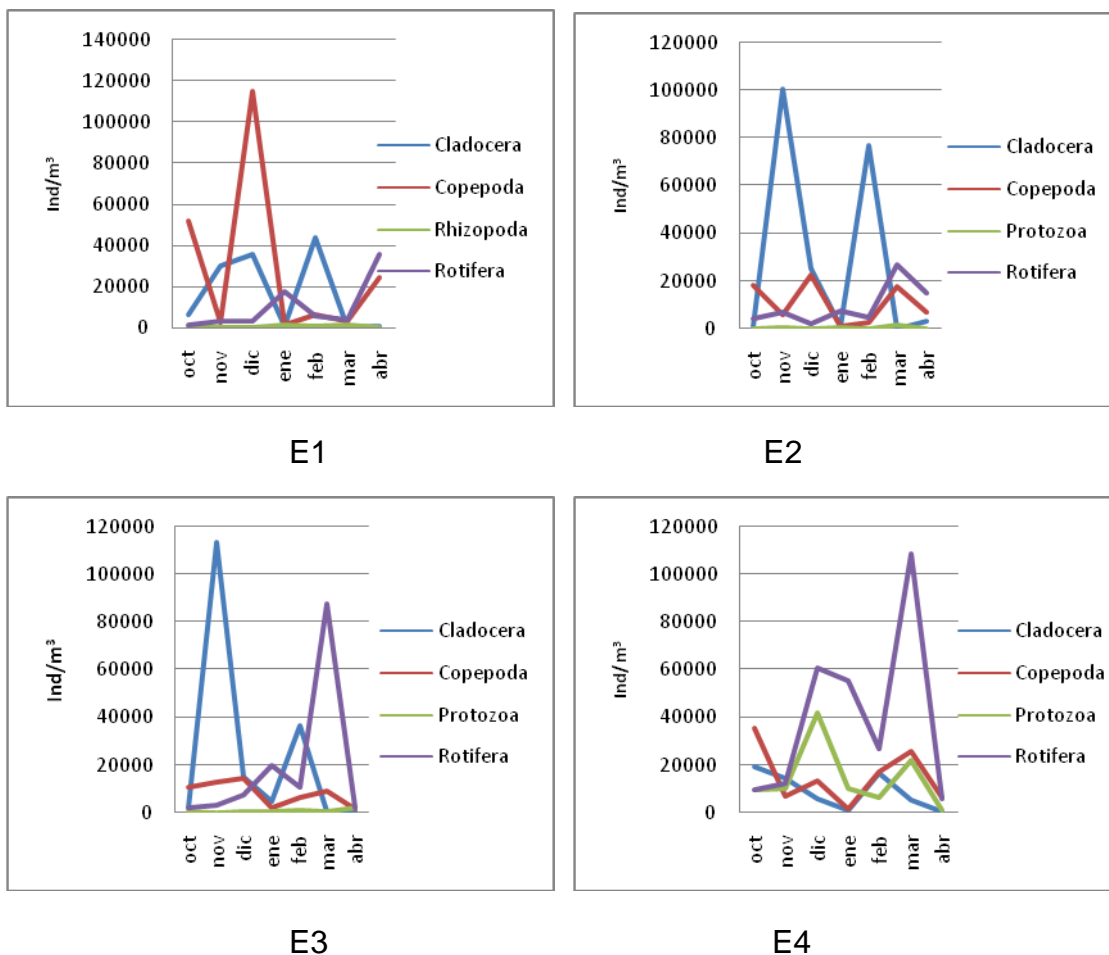 140000
120000
100000
80000
60000
40000
20000
0
Ind/m³
oct nov dic ene feb mar abr
Cladocera
Copepoda
Rhizopoda
Rotifera
E1
120000
100000
80000
60000
40000
20000
0
Ind/m³
oct nov dic ene feb mar abr
Cladocera
Copepoda
Protozoa
Rotifera
E2
120000
100000
80000
60000
40000
20000
0
Ind/m³
oct nov dic ene feb mar abr
Cladocera
Copepoda
Protozoa
Rotifera
E3
120000
100000
80000
60000
40000
20000
0
Ind/m³
oct nov dic ene feb mar abr
Cladocera
Copepoda
Protozoa
Rotifera
E4